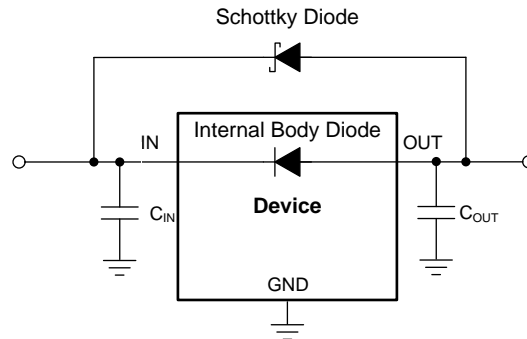 Schottky Diode
IN
Internal Body Diode
OUT
CIN
Device
COUT
GND